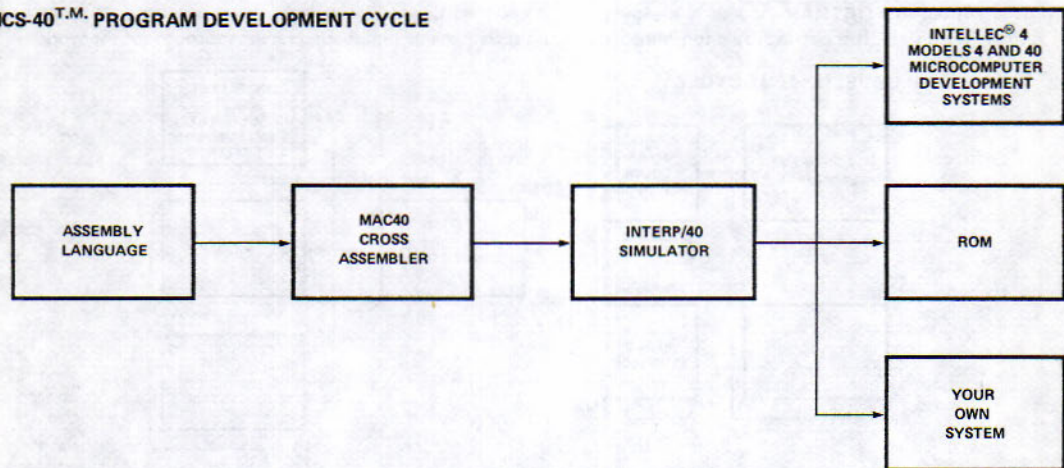 MCS-40T.M. PROGRAM DEVELOPMENT CYCLE
ASSEMBLY
LANGUAGE
MAC40
CROSS
ASSEMBLER
INTERP/40
SIMULATOR
INTELLEC® 4
MODELS 4 AND 40
MICROCOMPUTER
DEVELOPMENT
SYSTEMS
ROM
YOUR
OWN
SYSTEM